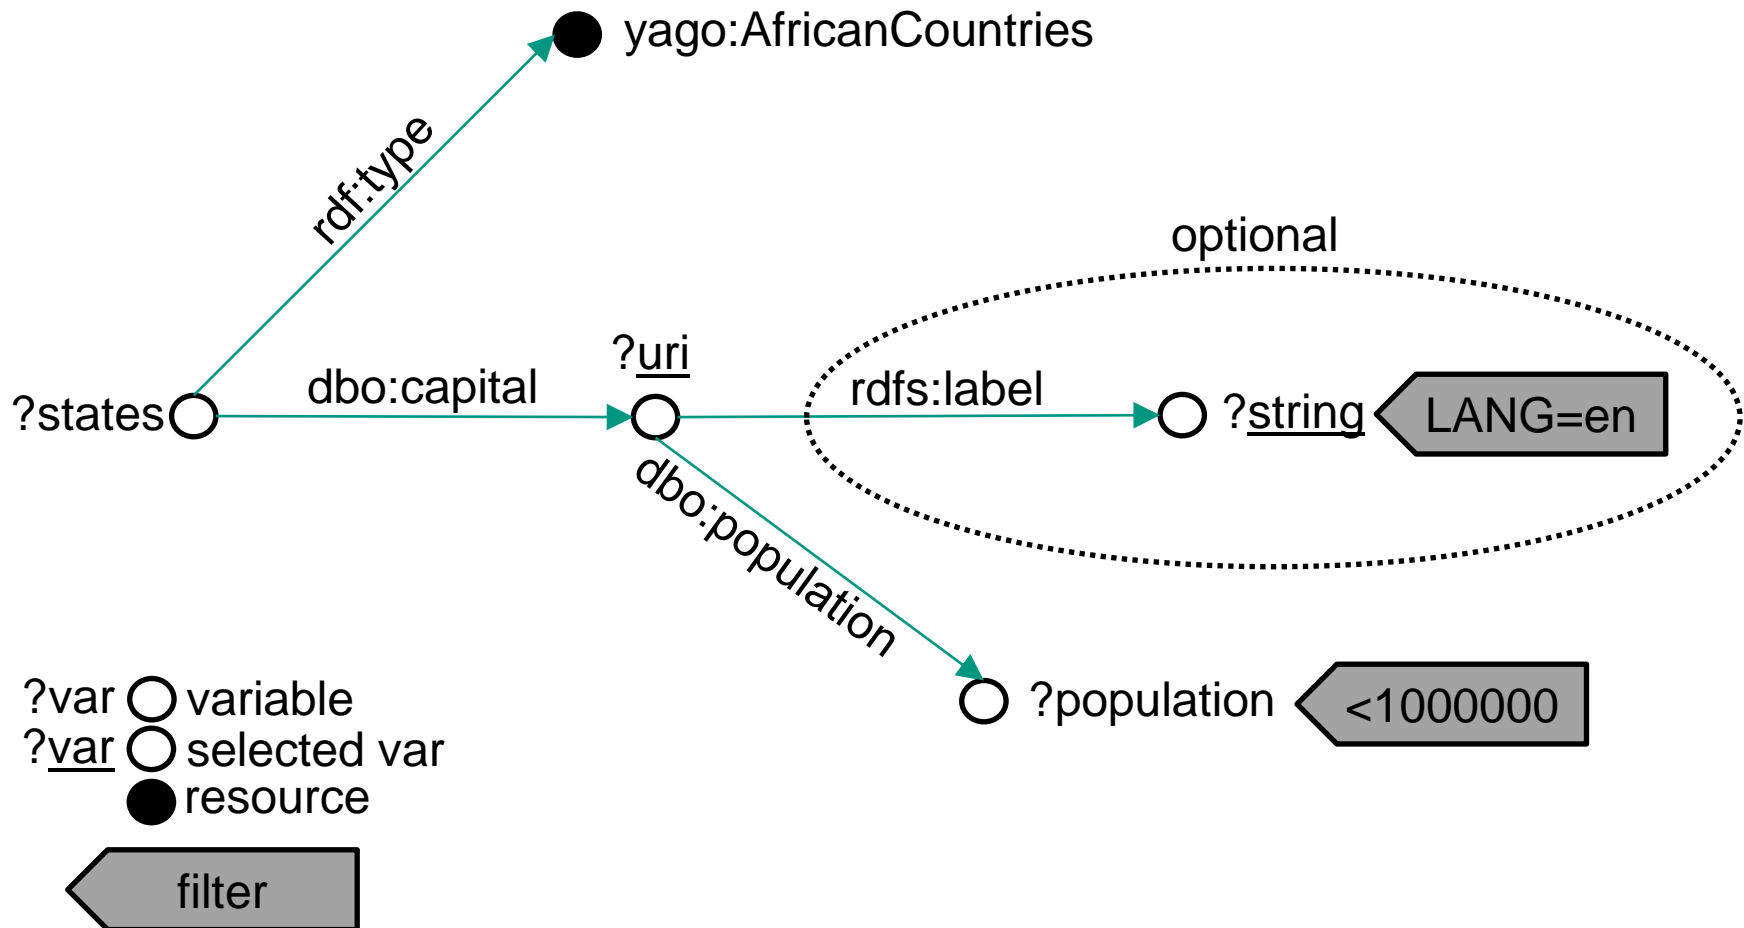 yago:AfricanCountries
rdf:type
optional
?uri
dbo:capital
rdfs:label
?states
?string
LANG=en
dbo:population
?population
<1000000
?var variable
?var selected var
resource
filter